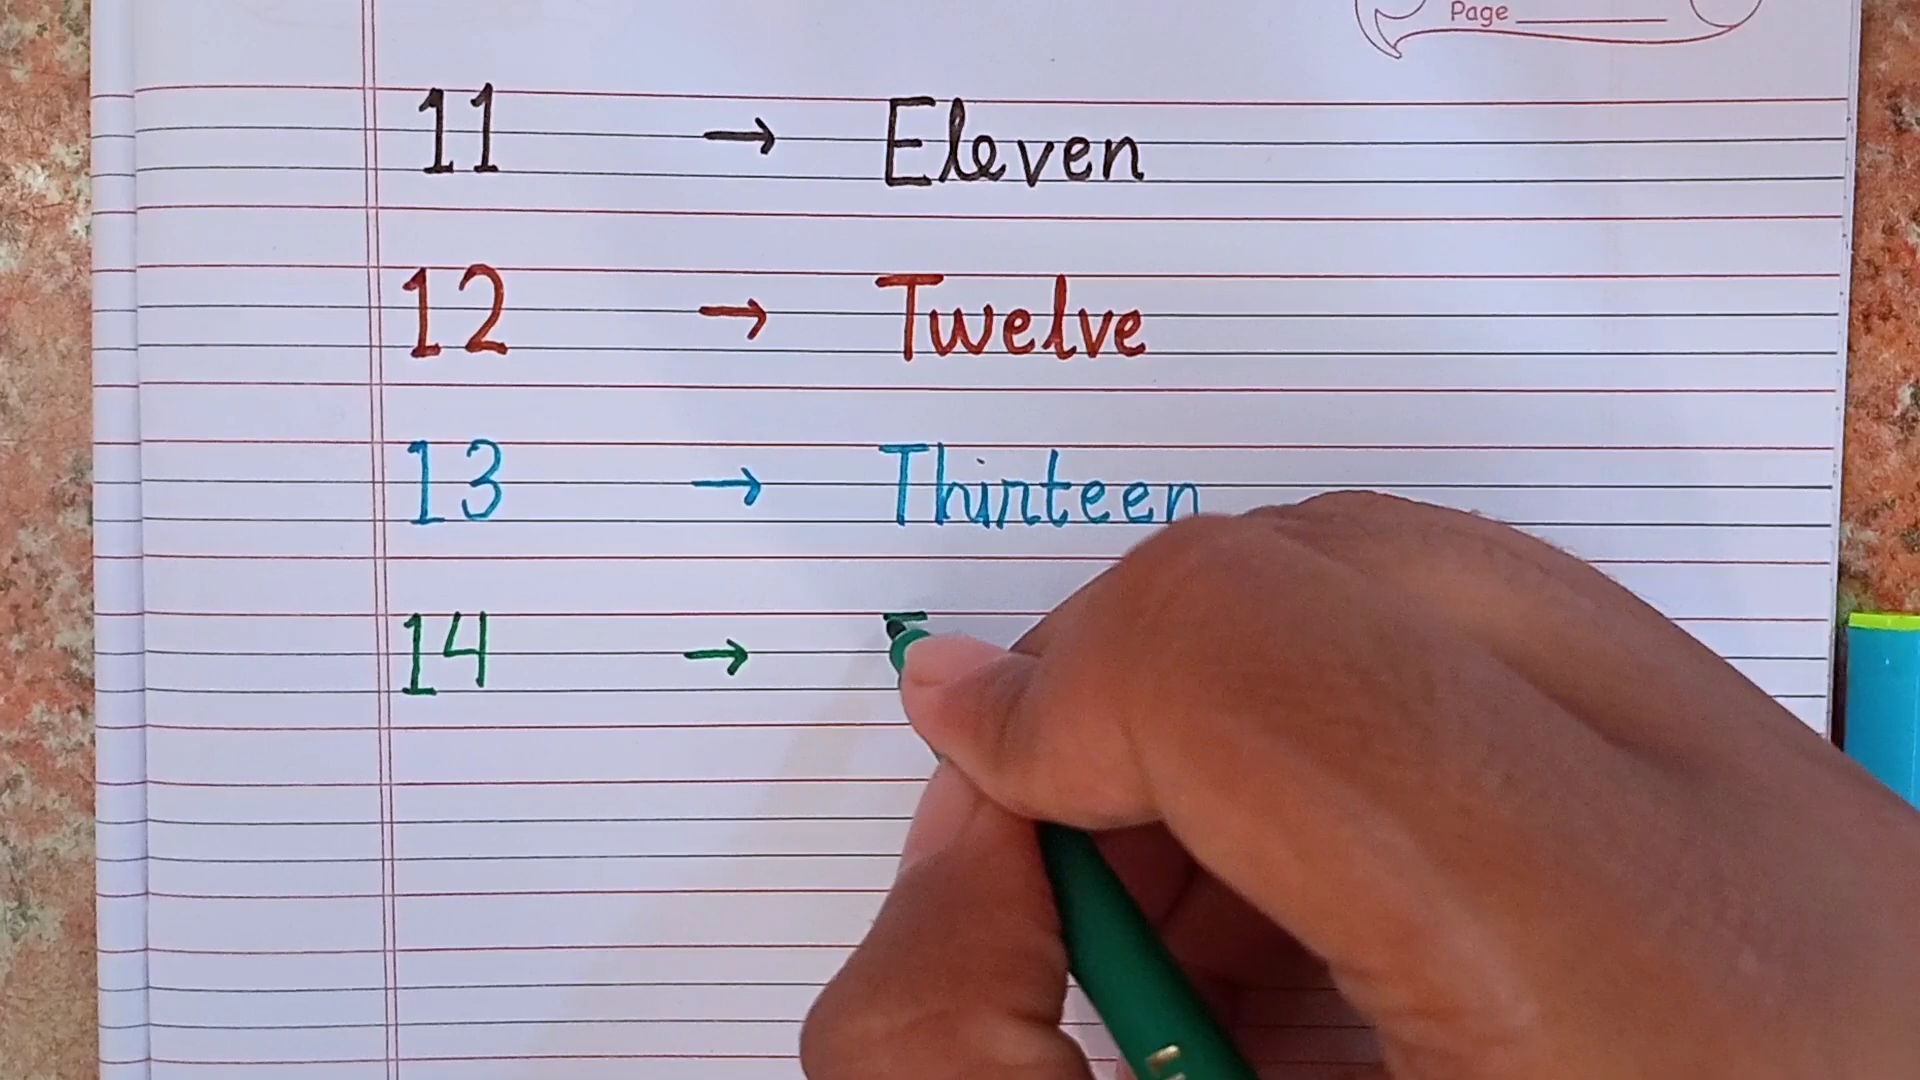 Page
11 → Eleven
12 → Twelve
13 → Thirteen
14 →